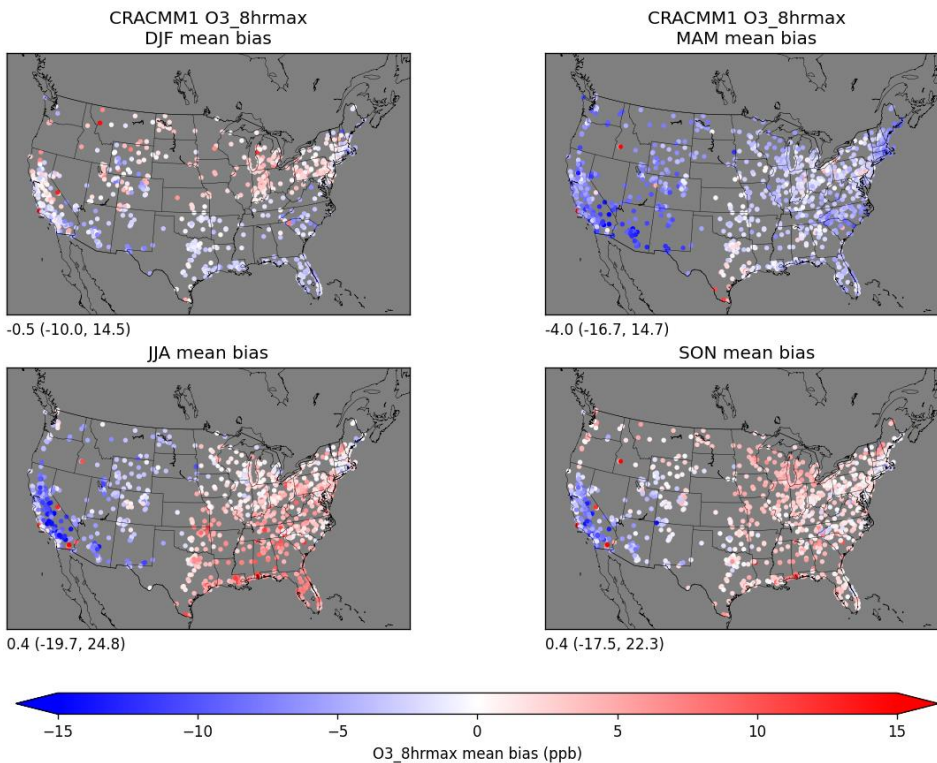 CRACMM1 O3_8hrmax
DJF mean bias
CRACMM1 O3_8hrmax
MAM mean bias
-0.5 (-10.0, 14.5)
-4.0 (-16.7, 14.7)
JJA mean bias
SON mean bias
0.4 (-19.7, 24.8)
0.4 (-17.5, 22.3)
−15 −10 −5 0 5 10 15
O3_8hrmax mean bias (ppb)